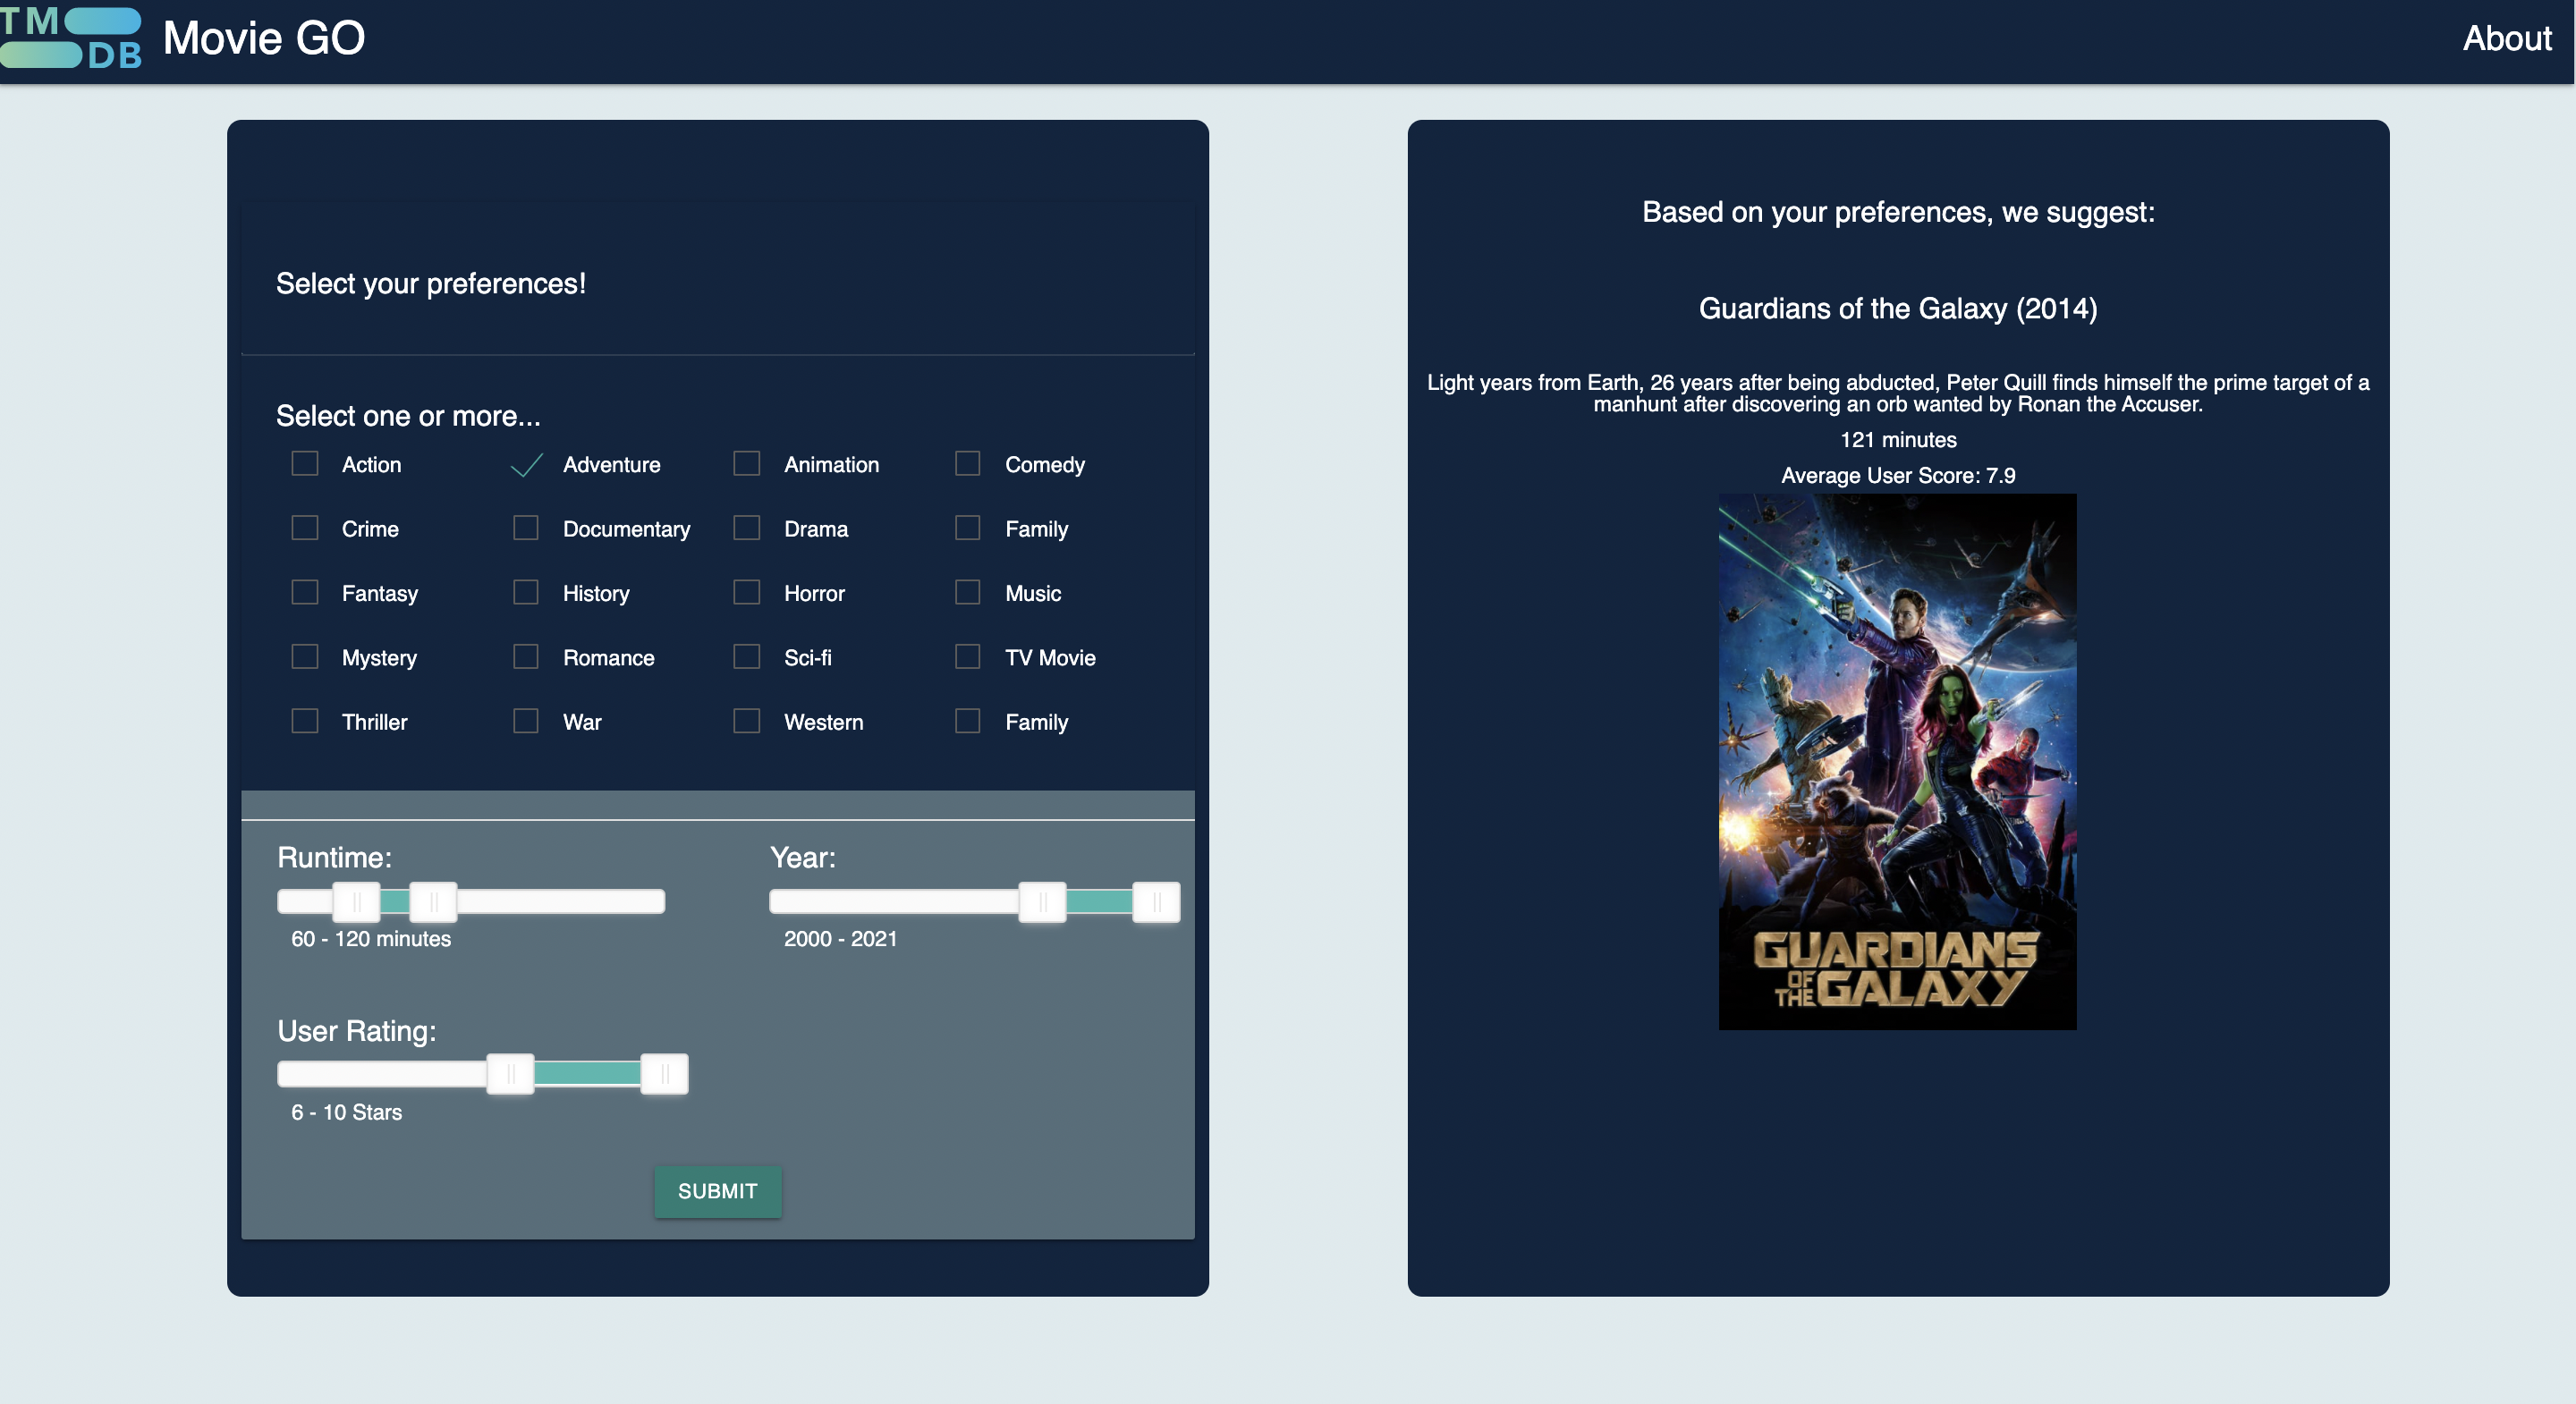 TM
DB
Movie GO
About
Select your preferences!
Select one or more...
Action Adventure Animation Comedy
Crime Documentary Drama Family
Fantasy History Horror Music
Mystery Romance Sci-fi TV Movie
Thriller War Western Family
Runtime: Year:
60 - 120 minutes 2000 - 2021
User Rating:
6 - 10 Stars
SUBMIT
Based on your preferences, we suggest:
Guardians of the Galaxy (2014)
Light years from Earth, 26 years after being abducted, Peter Quill finds himself the prime target of a
manhunt after discovering an orb wanted by Ronan the Accuser.
121 minutes
Average User Score: 7.9
GUARDIANS
OF THE GALAXY